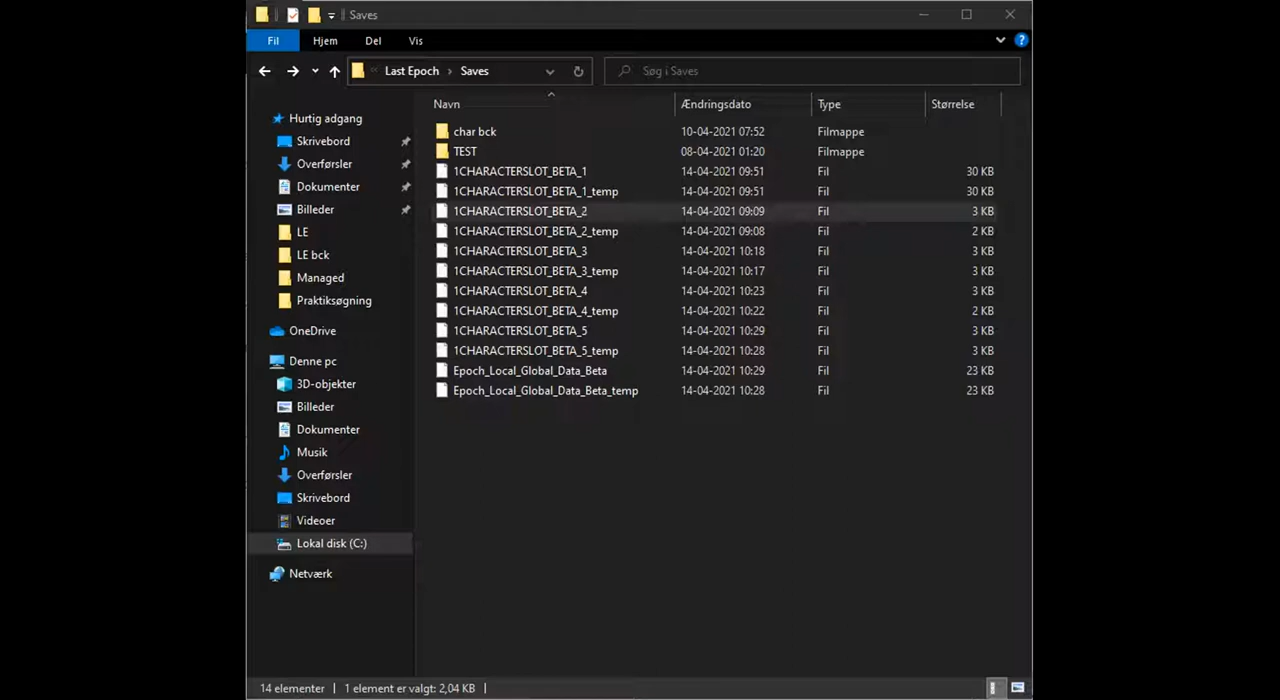 Saves
Fil Hjem Del Vis
Last Epoch Saves Søg i Saves
Navn Ændringsdato Type Størrelse
Hurtig adgang
Skrivebord
Overførsler
Dokumenter
Billeder
LE
LE bck
Managed
Praktiksøgning
OneDrive
Denne pc
3D-objekter
Billeder
Dokumenter
Musik
Overførsler
Skrivebord
Videoer
Lokal disk (C:)
Netværk
char bck 10-04-2021 07:52 Filmappe
TEST 08-04-2021 01:20 Filmappe
1CHARACTERSLOT_BETA_1 14-04-2021 09:51 Fil 30 KB
1CHARACTERSLOT_BETA_1_temp 14-04-2021 09:51 Fil 30 KB
1CHARACTERSLOT_BETA_2 14-04-2021 09:09 Fil 3 KB
1CHARACTERSLOT_BETA_2_temp 14-04-2021 09:08 Fil 2 KB
1CHARACTERSLOT_BETA_3 14-04-2021 10:18 Fil 3 KB
1CHARACTERSLOT_BETA_3_temp 14-04-2021 10:17 Fil 3 KB
1CHARACTERSLOT_BETA_4 14-04-2021 10:23 Fil 3 KB
1CHARACTERSLOT_BETA_4_temp 14-04-2021 10:22 Fil 2 KB
1CHARACTERSLOT_BETA_5 14-04-2021 10:29 Fil 3 KB
1CHARACTERSLOT_BETA_5_temp 14-04-2021 10:28 Fil 3 KB
Epoch_Local_Global_Data_Beta 14-04-2021 10:29 Fil 23 KB
Epoch_Local_Global_Data_Beta_temp 14-04-2021 10:28 Fil 23 KB
14 elementer 1 element er valgt: 2,04 KB